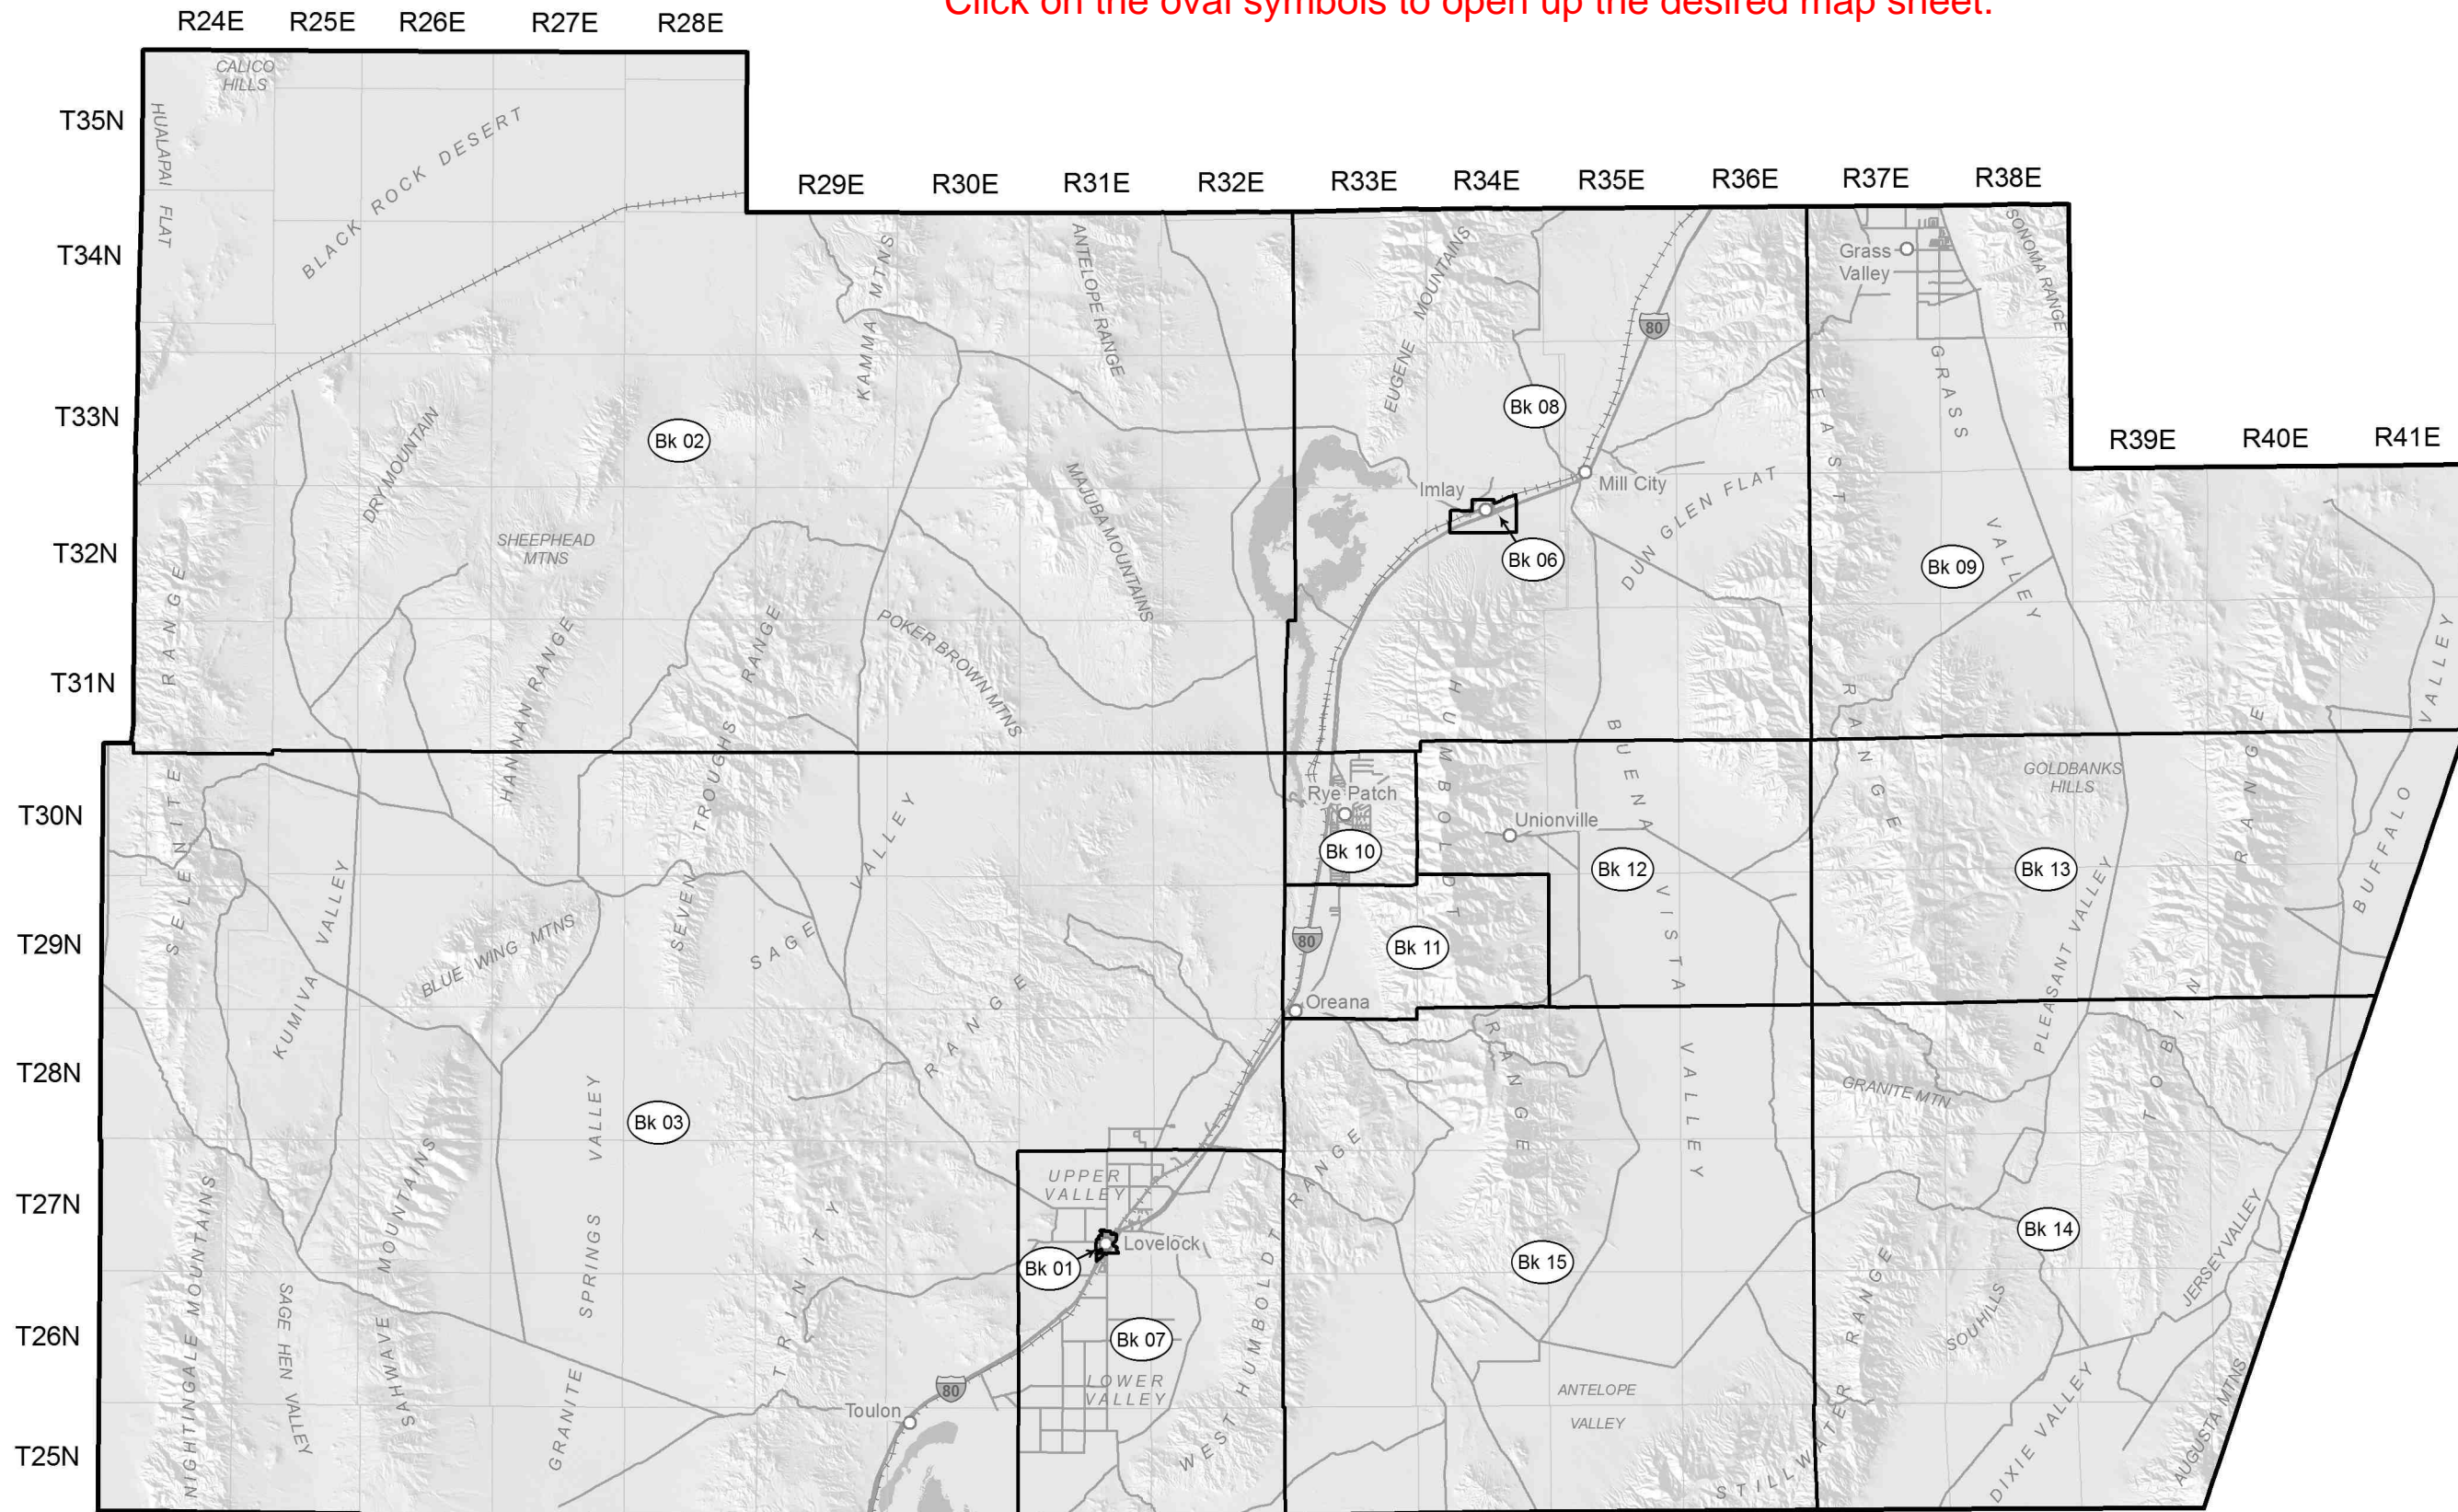 Click on the oval symbols to open up the desired map sheet.
R24E R25E R26E R27E R28E
CALICO
HILLS
HUALAPAI FLAT
T35N
BLACK ROCK DESERT
R29E R30E R31E R32E R33E R34E R35E R36E R37E R38E
T34N
KAMMA MTNS
ANTELOPE RANGE
EUGENE MOUNTAINS
80
Grass
Valley
SONOMA RANGE
GRASS VALLEY
T33N
DRY MOUNTAIN
Bk 02
MAJUBA MOUNTAINS
Bk 08
EAST RANGE
R39E R40E R41E
Imlay
Mill City
DUN GLEN FLAT
T32N
SHEEPHEAD
MTNS
Bk 06
Bk 09
T31N
SELENITE RANGE
HANNAN RANGE
SEVEN TROUGHS RANGE
POKER BROWN MTNS
HUMBOLDT RANGE
BUENA VISTA VALLEY
TOBIN RANGE
BUFFALO VALLEY
T30N
GOLDBANKS
HILLS
Rye Patch
Unionville
Bk 10
Bk 12
Bk 13
T29N
KUMIVA VALLEY
BLUE WING MTNS
SAGE VALLEY
80
Bk 11
PLEASANT VALLEY
Oreana
T28N
GRANITE MTN
Bk 03
TRINITY RANGE
T27N
UPPER
VALLEY
Lovelock
Bk 01
Bk 15
Bk 14
JERSEY VALLEY
NIGHTINGALE MOUNTAINS
SAGE HEN VALLEY
SAHWAVE MOUNTAINS
GRANITE SPRINGS VALLEY
WEST HUMBOLDT RANGE
T26N
Bk 07
SOU HILLS
80
LOWER
VALLEY
ANTELOPE
VALLEY
Toulon
T25N
STILLWATER RANGE
DIXIE VALLEY
AUGUSTA MTNS